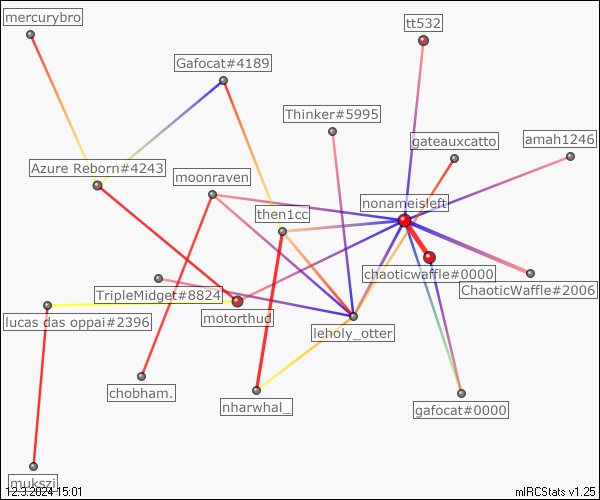 mercurybro
tt532
Gafocat#4189
Thinker#5995
gateauxcatto
amah1246
Azure Reborn#4243
moonraven
nonameisleft
then1cc
chaoticwaffle#0000
ChaoticWaffle#2006
TripleMidget#8824
lucas das oppai#2396
motorthud
leholy_otter
chobham.
nharwhal_
gafocat#0000
mukszi
12.3.2024 15:01
mIRCStats v1.25